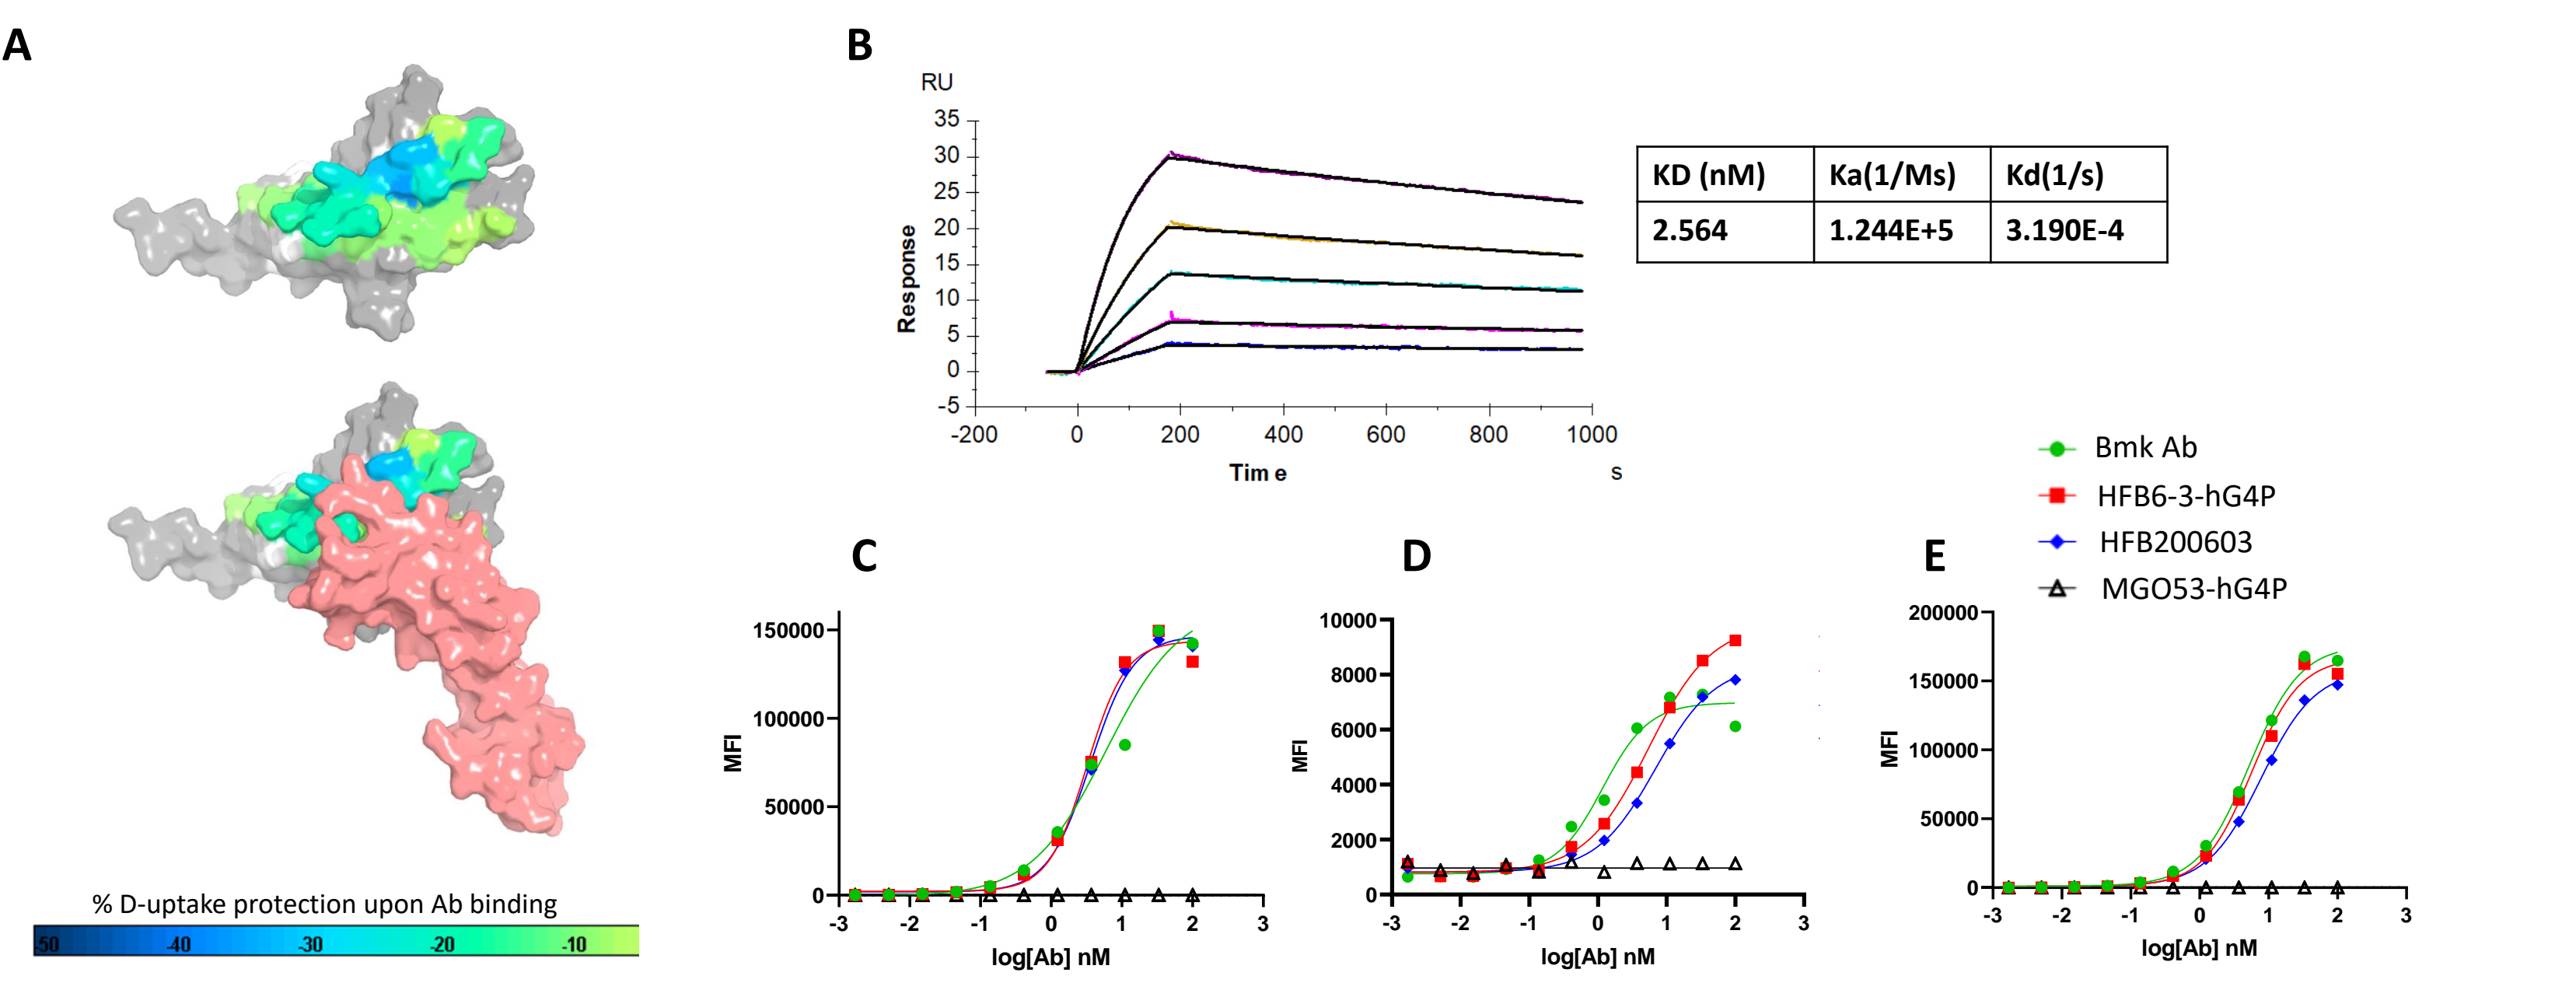 A
% D-uptake protection upon Ab binding
-50 -40 -30 -20 -10
B
RU
35
30
25
20
15
10
5
0
-5
Response
-200 0 200 400 600 800 1000
Tim e s
KD (nM) Ka(1/Ms) Kd(1/s)
2.564 1.244E+5 3.190E-4
Bmk Ab
HFB6-3-hG4P
HFB200603
MGO53-hG4P
C
150000
100000
50000
0
MFI
-3 -2 -1 0 1 2 3
log[Ab] nM
D
10000
8000
6000
4000
2000
0
MFI
-3 -2 -1 0 1 2 3
log[Ab] nM
E
200000
150000
100000
50000
0
MFI
-3 -2 -1 0 1 2 3
log[Ab] nM